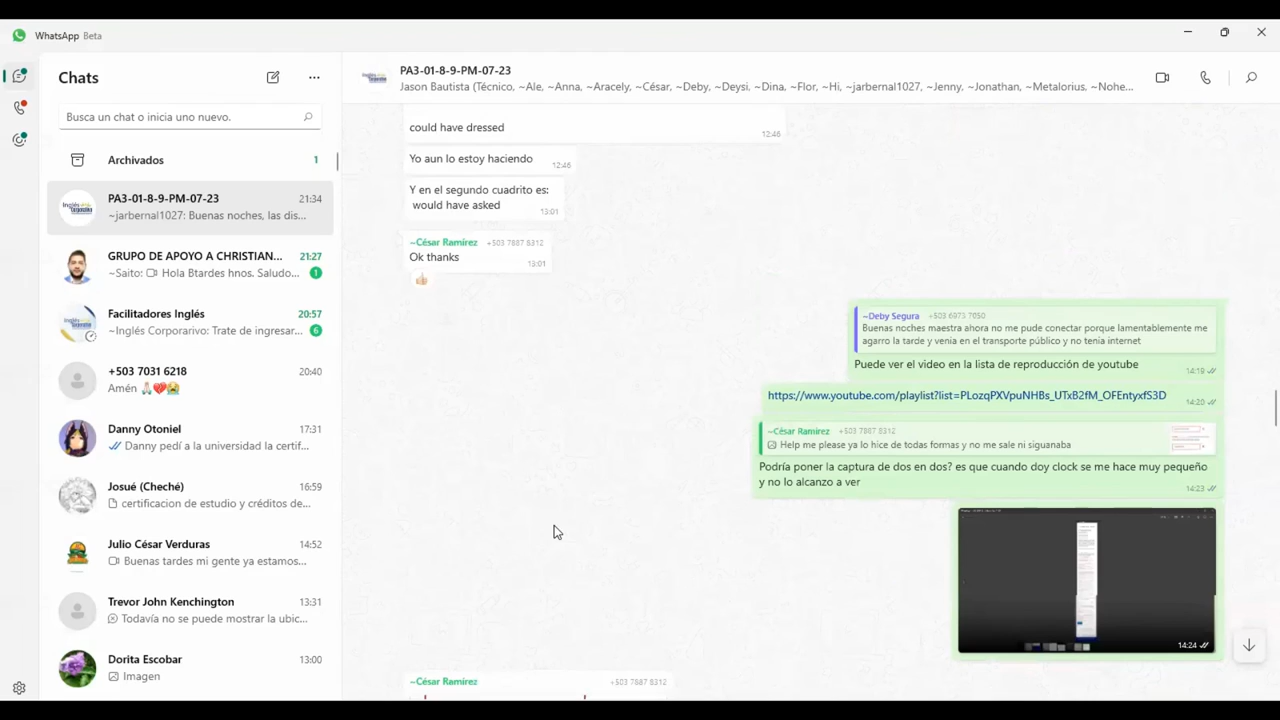 WhatsApp Beta
Chats
Busca un chat o inicia uno nuevo.
Archivados 1
PA3-01-8-9-PM-07-23 21:34
~jarbernal1027: Buenas noches, las dis...
GRUPO DE APOYO A CHRISTIAN... 21:27
~Saito: Hola Btardes hnos. Saludo... 1
Facilitadores Inglés 20:57
~Inglés Corporarivo: Trate de ingresar... 6
+503 7031 6218 20:40
Amén 🙏🏻💔😭
Danny Otoniel 17:31
Danny pedí a la universidad la certif...
Josué (Cheché) 16:59
certificacion de estudio y créditos de...
Julio César Verduras 14:52
Buenas tardes mi gente ya estamos...
Trevor John Kenchington 13:31
Todavía no se puede mostrar la ubic...
Dorita Escobar 13:00
Imagen
PA3-01-8-9-PM-07-23
Jason Bautista (Técnico, ~Ale, ~Anna, ~Aracely, ~César, ~Deby, ~Deysi, ~Dina, ~Flor, ~Hi, ~jarbernal1027, ~Jenny, ~Jonathan, ~Metalorius, ~Nohe...
could have dressed
12:46
Yo aun lo estoy haciendo
12:46
Y en el segundo cuadrito es:
would have asked
13:01
~César Ramírez +503 7887 8312
Ok thanks
13:01
~Deby Segura +503 6973 7650
Buenas noches maestra ahora no me pude conectar porque lamentablemente me
agarro la tarde y venia en el transporte público y no tenía internet
Puede ver el video en la lista de reproducción de youtube
14:19
https://www.youtube.com/playlist?list=PLozqPXVpuNHBs_UTxB2fM_OFEntyxfS3D
14:20
~César Ramírez +503 7887 8312
Help me please ya lo hice de todas formas y no me sale ni siguanaba
Podría poner la captura de dos en dos? es que cuando doy clock se me hace muy pequeño
y no lo alcanzo a ver
14:23
14:24
~César Ramírez +503 7887 8312